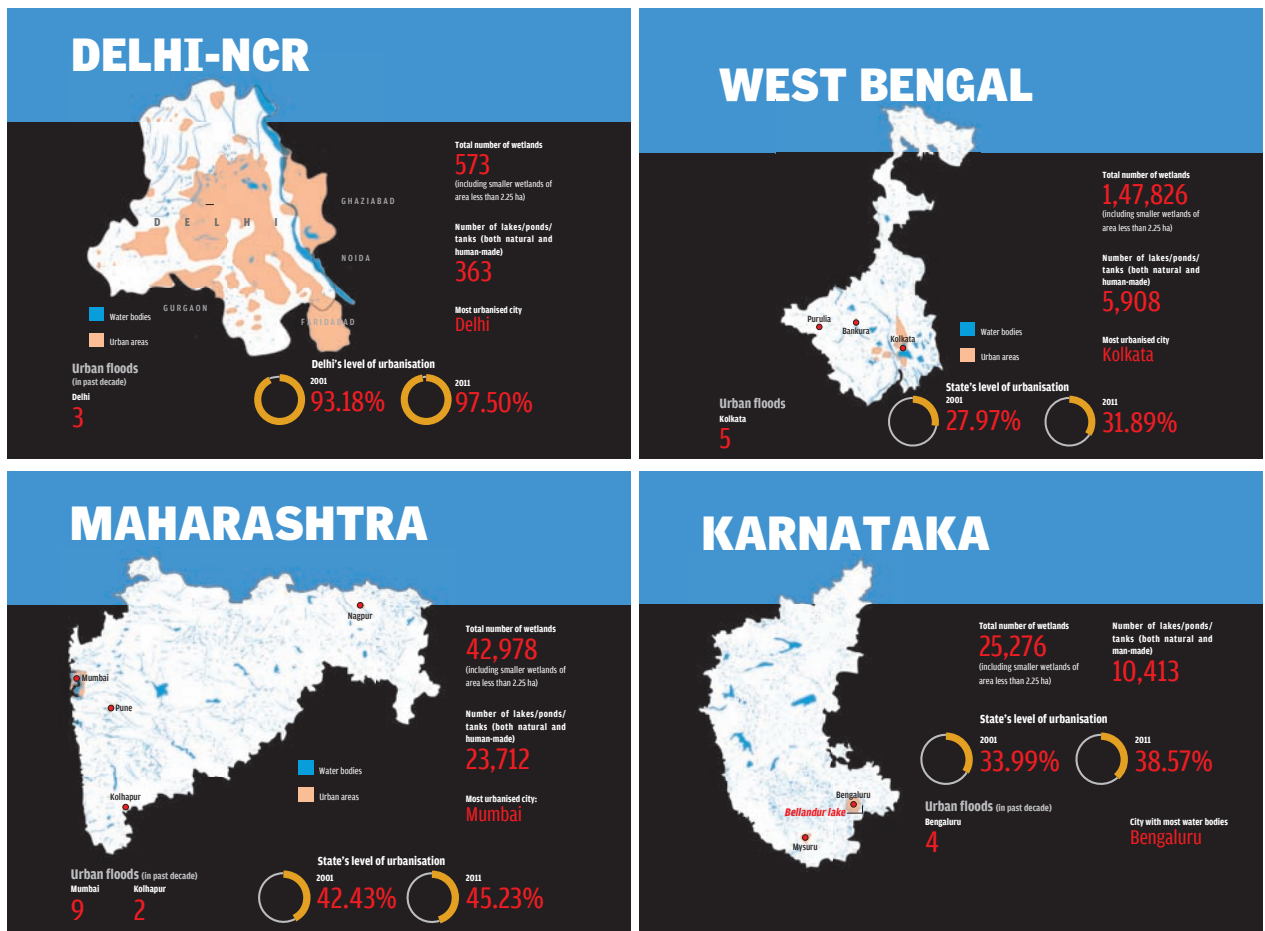 DELHI-NCR
Total number of wetlands
573
(including smaller wetlands of
area less than 2.25 ha)
Number of lakes/ponds/
tanks (both natural and
human-made)
363
Most urbanised city
Delhi
GHAZIABAD
DELHI
NOIDA
GURGAON
FARIDABAD
Water bodies
Urban areas
Urban floods
(in past decade)
Delhi
3
Delhi's level of urbanisation
2001
93.18%
2011
97.50%
WEST BENGAL
Total number of wetlands
1,47,826
(including smaller wetlands of
area less than 2.25 ha)
Number of lakes/ponds/
tanks (both natural and
human-made)
5,908
Most urbanised city
Kolkata
Purulia
Bankura
Kolkata
Water bodies
Urban areas
Urban floods
Kolkata
5
State's level of urbanisation
2001
27.97%
2011
31.89%
MAHARASHTRA
Nagpur
Mumbai
Pune
Kolhapur
Total number of wetlands
42,978
(including smaller wetlands of
area less than 2.25 ha)
Number of lakes/ponds/
tanks (both natural and
human-made)
23,712
Most urbanised city:
Mumbai
Water bodies
Urban areas
Urban floods (in past decade)
Mumbai
9
Kolhapur
2
State's level of urbanisation
2001
42.43%
2011
45.23%
KARNATAKA
Total number of wetlands
25,276
(including smaller wetlands of
area less than 2.25 ha)
Number of lakes/ponds/
tanks (both natural and
man-made)
10,413
State's level of urbanisation
2001
33.99%
2011
38.57%
Bengaluru
Bellandur lake
Mysuru
Urban floods (in past decade)
Bengaluru
4
City with most water bodies
Bengaluru